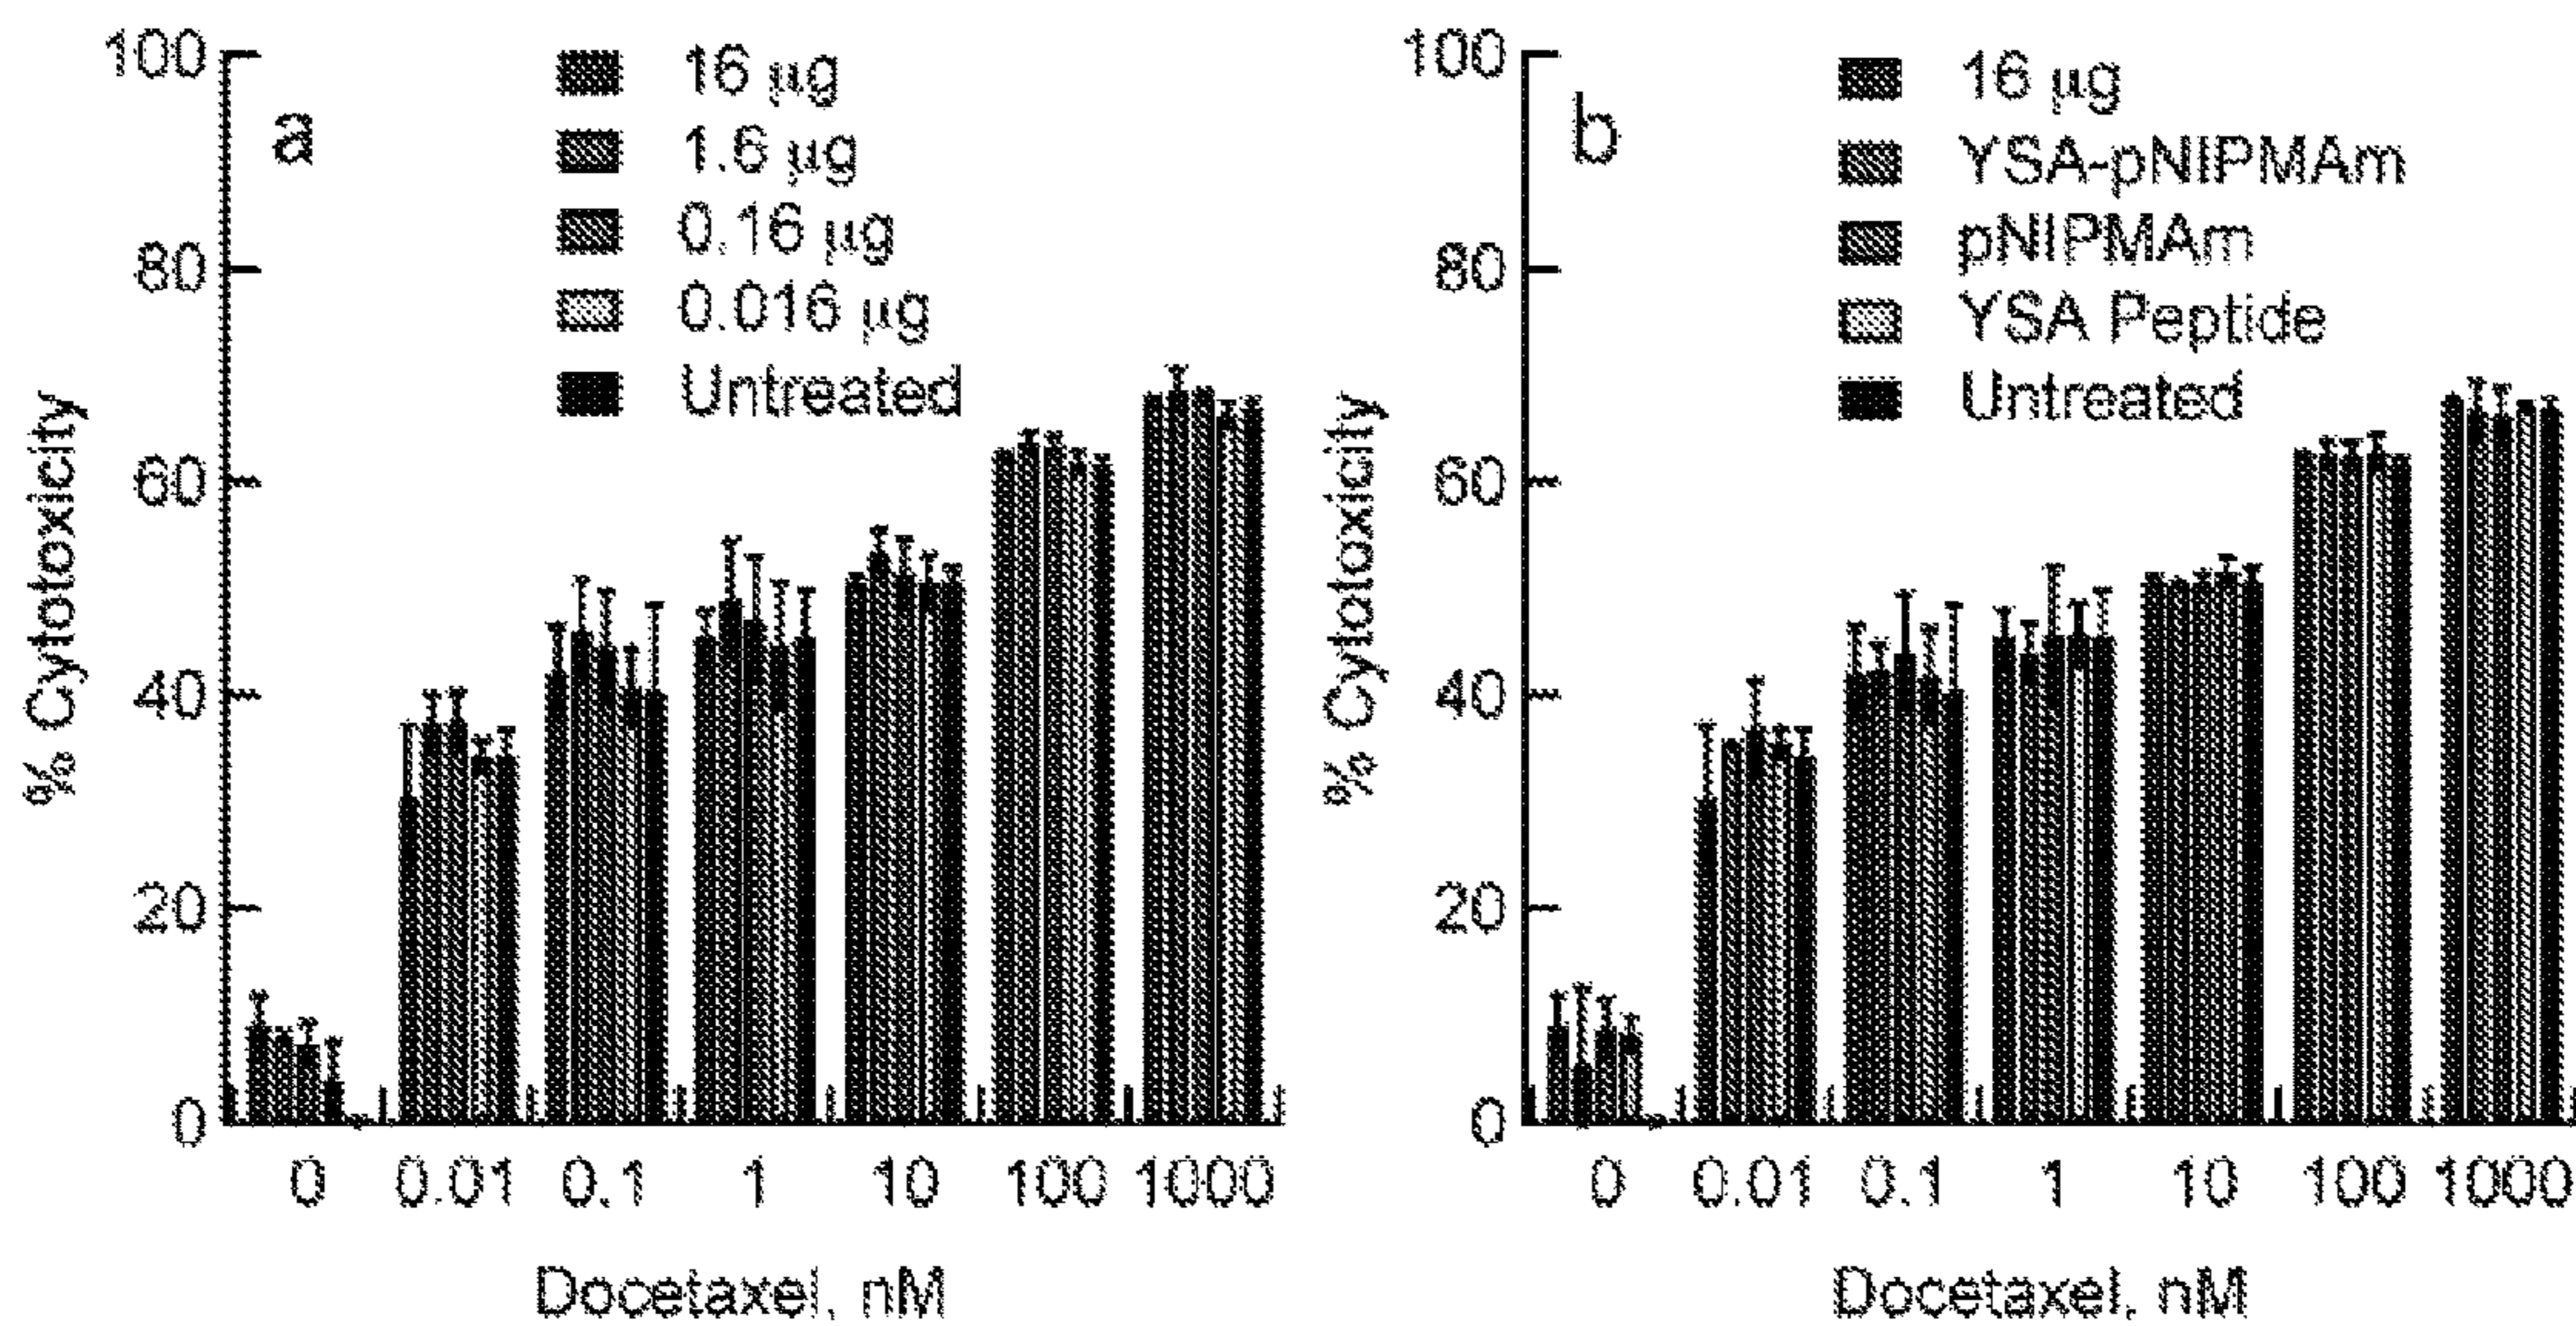 100
80
60
40
20
0
% Cytotoxicity
a
16 μg
1.6 μg
0.16 μg
0.016 μg
Untreated
0 0.01 0.1 1 10 100 1000
Docetaxel, nM
100
80
60
40
20
0
% Cytotoxicity
b
16 μg
YSA-pNIPMAm
pNIPMAm
YSA Peptide
Untreated
0 0.01 0.1 1 10 100 1000
Docetaxel, nM